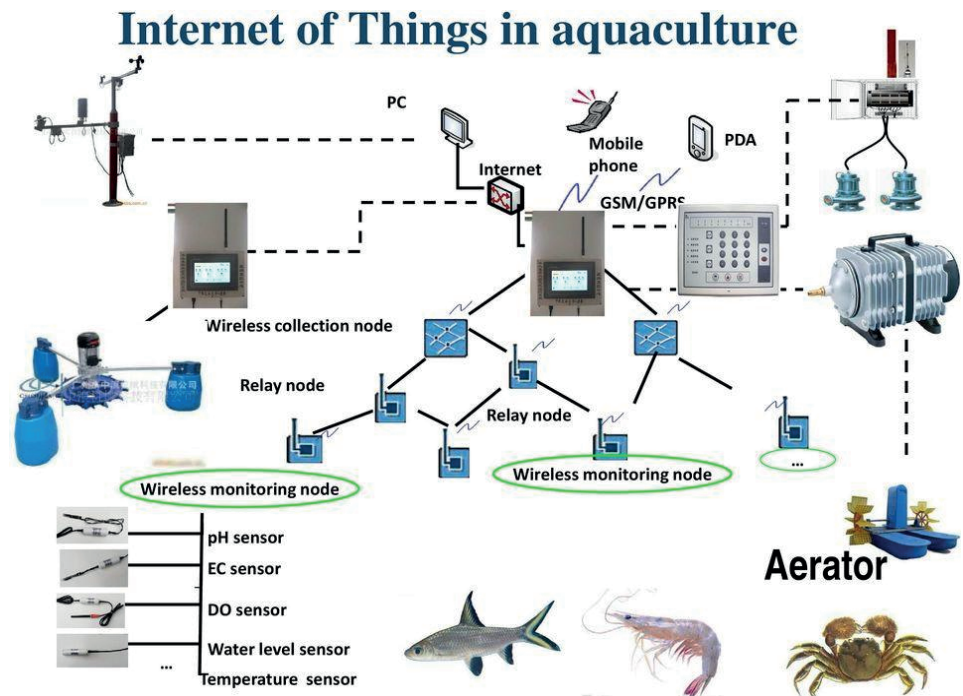 Internet of Things in aquaculture
PC
Mobile
phone
PDA
Internet
GSM/GPRS
Wireless collection node
Relay node
Relay node
Wireless monitoring node
Wireless monitoring node
...
pH sensor
EC sensor
DO sensor
Water level sensor
...
Temperature sensor
Aerator